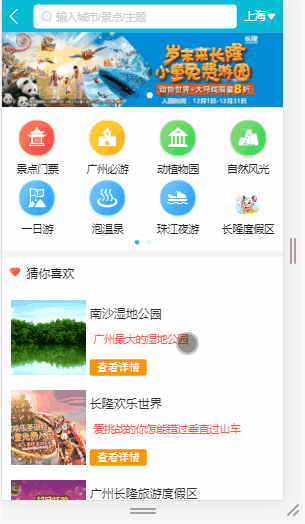 输入城市/景点/主题
上海
长隆
岁末来长隆
小童免费游园
动物世界+大马戏限量8折
入园时间：12月1日-12月31日
景点门票
广州必游
动植物园
自然风光
一日游
泡温泉
珠江夜游
长隆度假区
猜你喜欢
南沙湿地公园
广州最大的湿地公园
查看详情
长隆欢乐世界
爱挑战的你怎能错过垂直过山车
查看详情
广州长隆旅游度假区